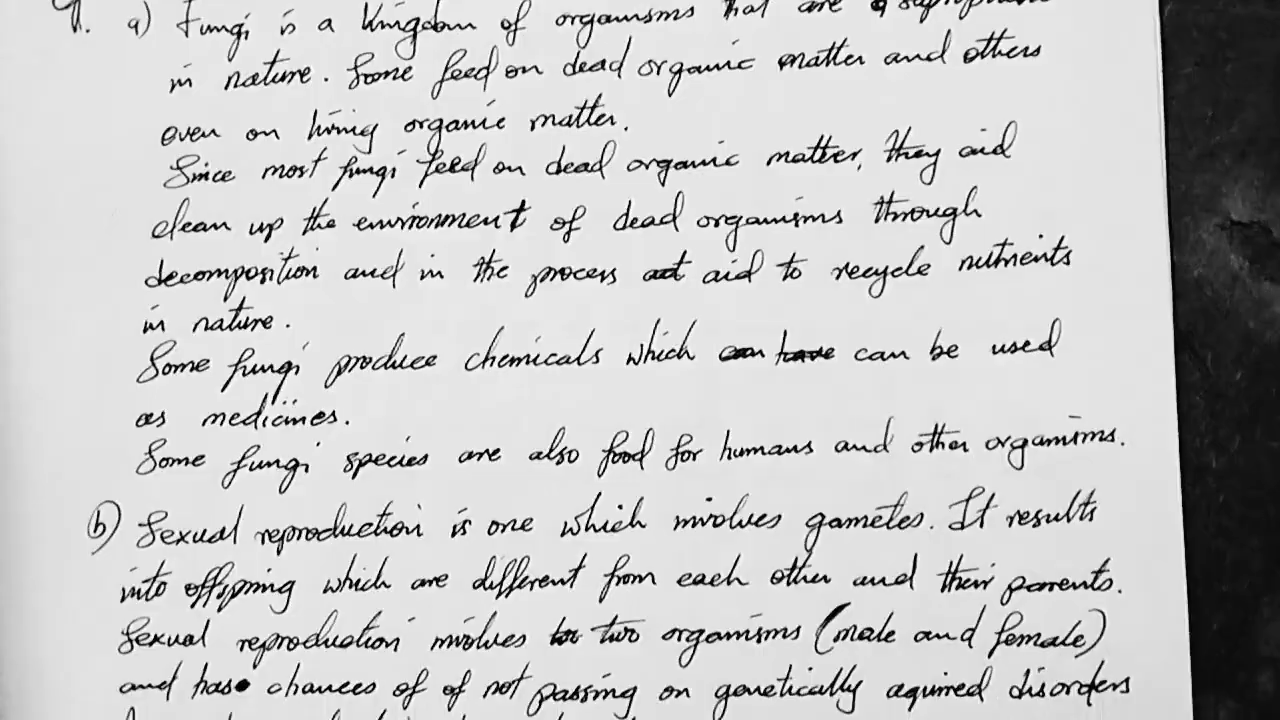 a) Fungi is a Kingdom of organisms that are
in nature. Some feed on dead organic matter and others
even on living organic matter.
Since most fungi feed on dead organic matter, they aid
clean up the environment of dead organisms through
decomposition and in the process aid to recycle nutrients
in nature.
Some fungi produce chemicals which can have can be used
as medicines.
Some fungi species are also food for humans and other organisms.
b) Sexual reproduction is one which involves gametes. It results
into offspring which are different from each other and their parents.
Sexual reproduction involves two organisms (male and female)
and has chances of of not passing on genetically aquired disorders